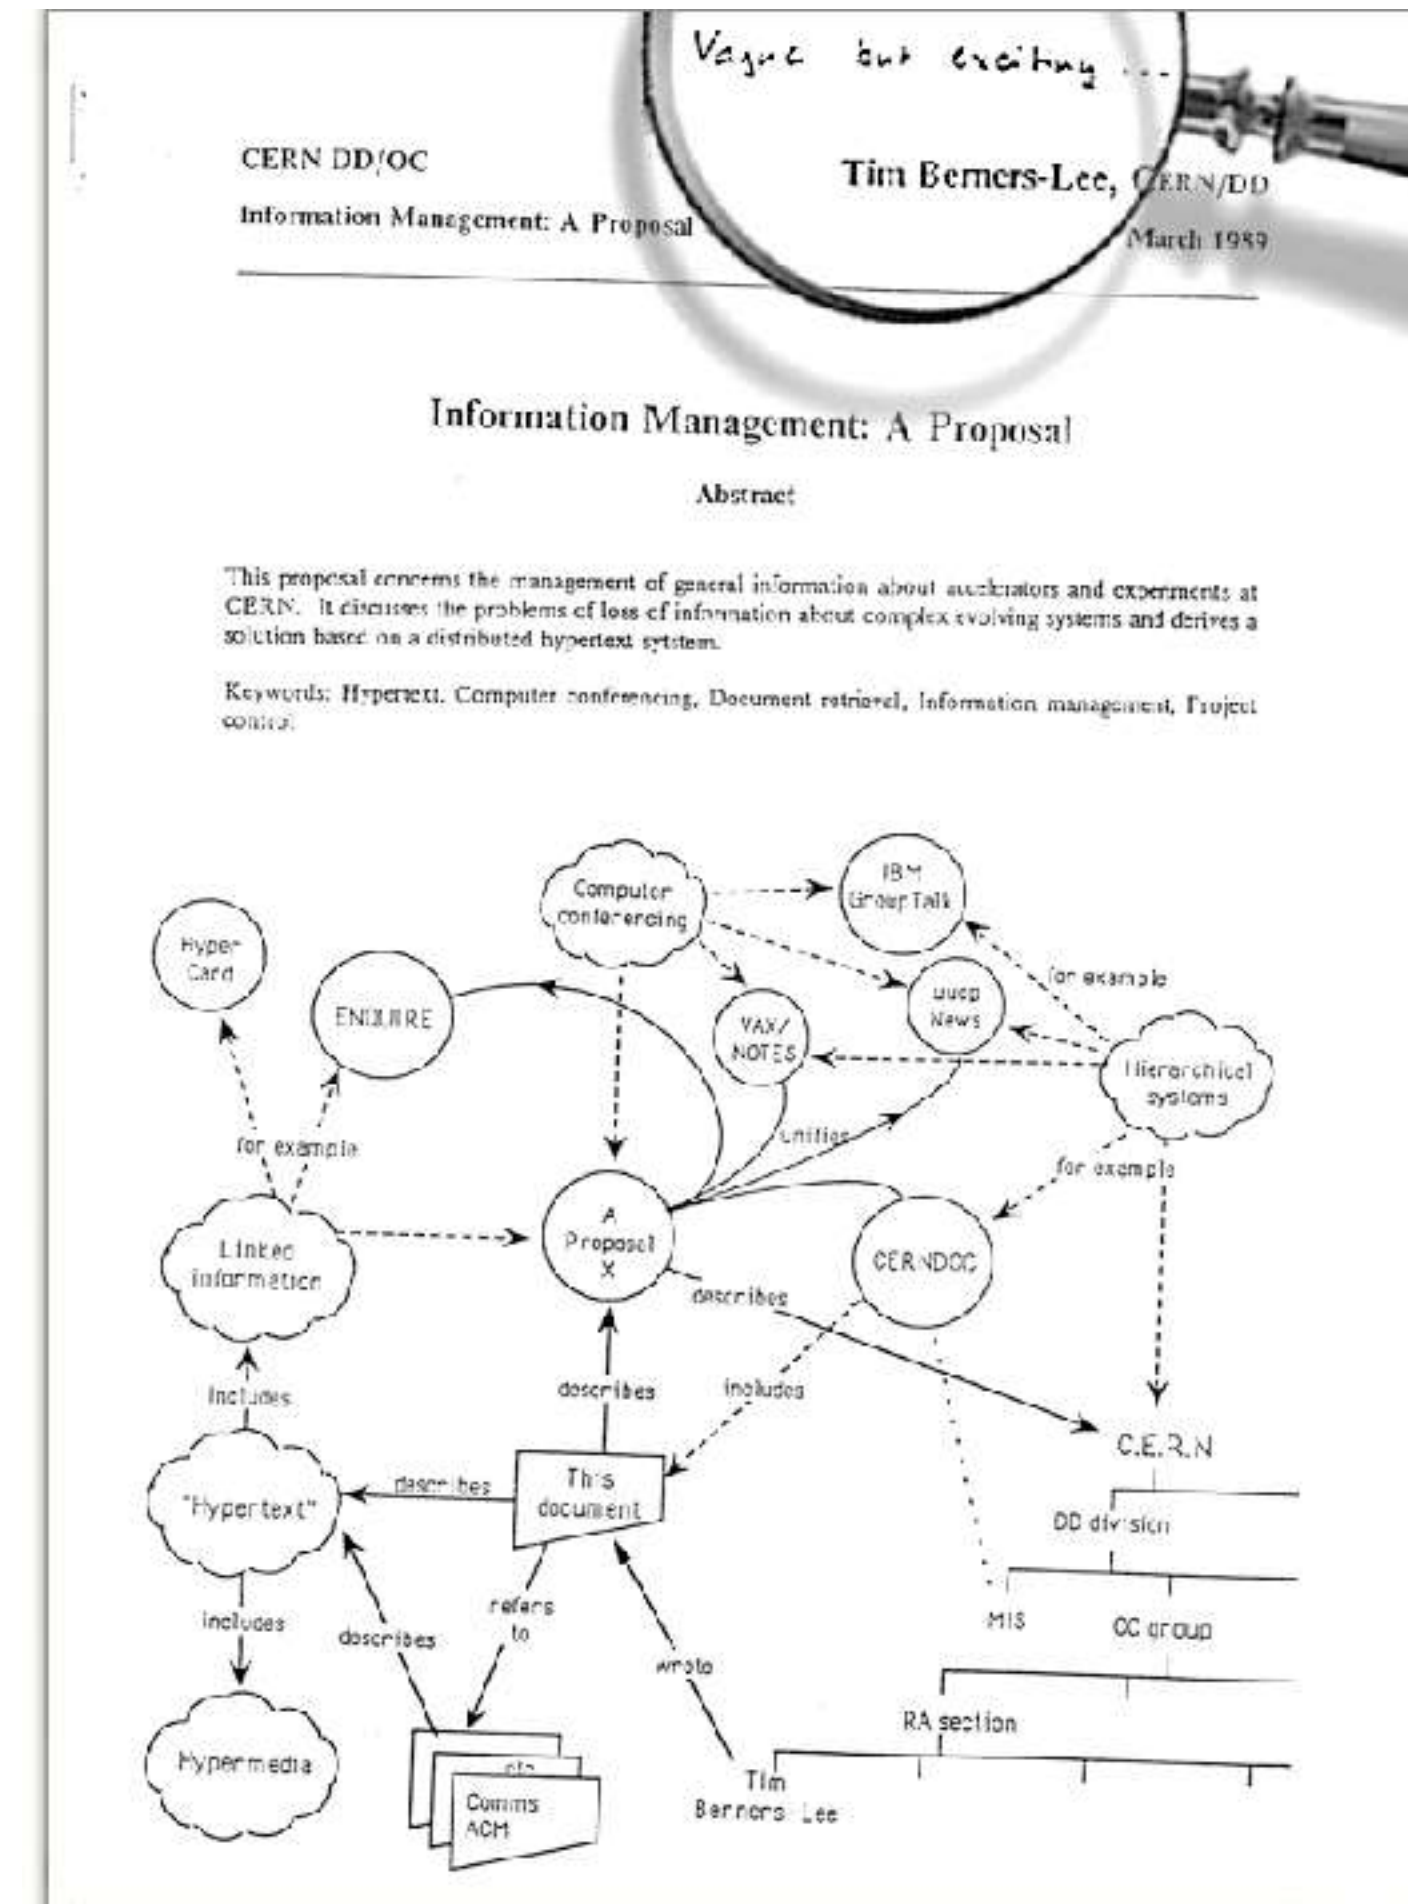 Vague but exciting ...
CERN DD/OC
Tim Berners-Lee, CERN/DD
Information Management: A Proposal
March 1989
Information Management: A Proposal
Abstract
This proposal concerns the management of general information about accelerators and experiments at
CERN. It discusses the problems of loss of information about complex evolving systems and derives a
solution based on a distributed hypertext sytstem.
Keywords: Hypertext, Computer conferencing, Document retrieval, Information management, Project
control
Computer
conferencing
IBM
GroupTalk
Hyper
Card
ENQUIRE
VAX/
NOTES
uucp
News
for example
Hierarchical
systems
for example
unifies
for example
Linked
information
A
Proposal
X
CERNDOC
describes
includes
describes
includes
C.E.R.N
"Hypertext"
describes
This
document
DD division
includes
describes
refers
to
wrote
MIS
OC group
RA section
Hypermedia
etc
Comms
ACM
Tim
Berners-Lee